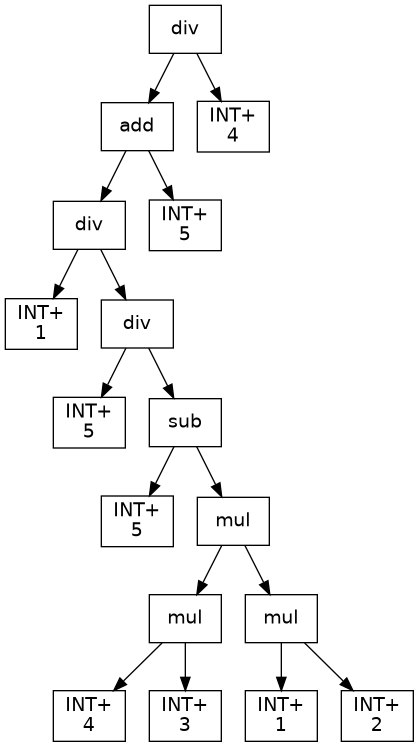 div
add
INT+
4
div
INT+
5
INT+
1
div
INT+
5
sub
INT+
5
mul
mul
mul
INT+
4
INT+
3
INT+
1
INT+
2